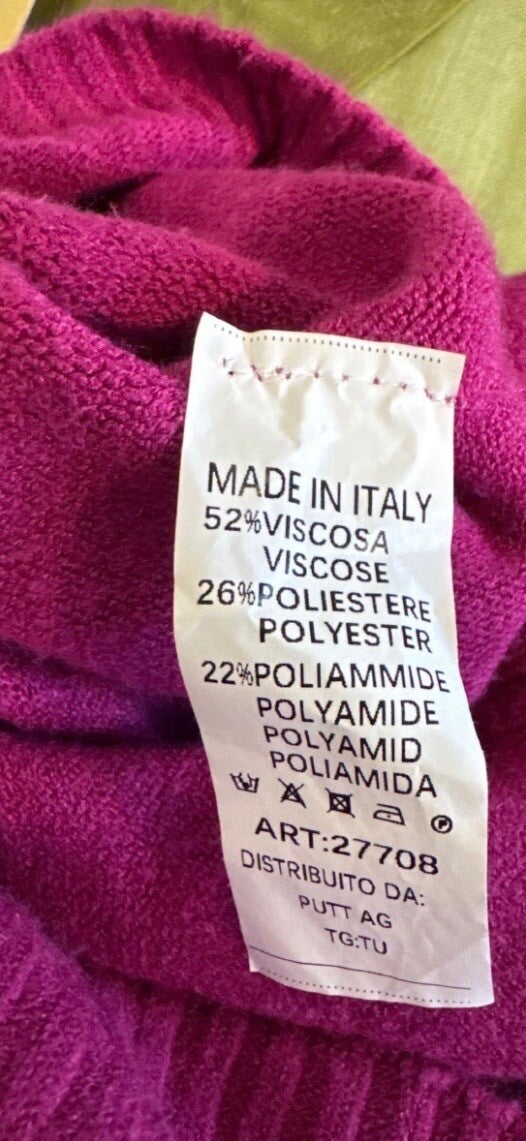 MADE IN ITALY
52%VISCOSA
VISCOSE
26%POLIESTERE
POLYESTER
22%POLIAMMIDE
POLYAMIDE
POLYAMID
POLIAMIDA
P
ART:27708
DISTRIBUITO DA:
PUTT AG
TG:TU